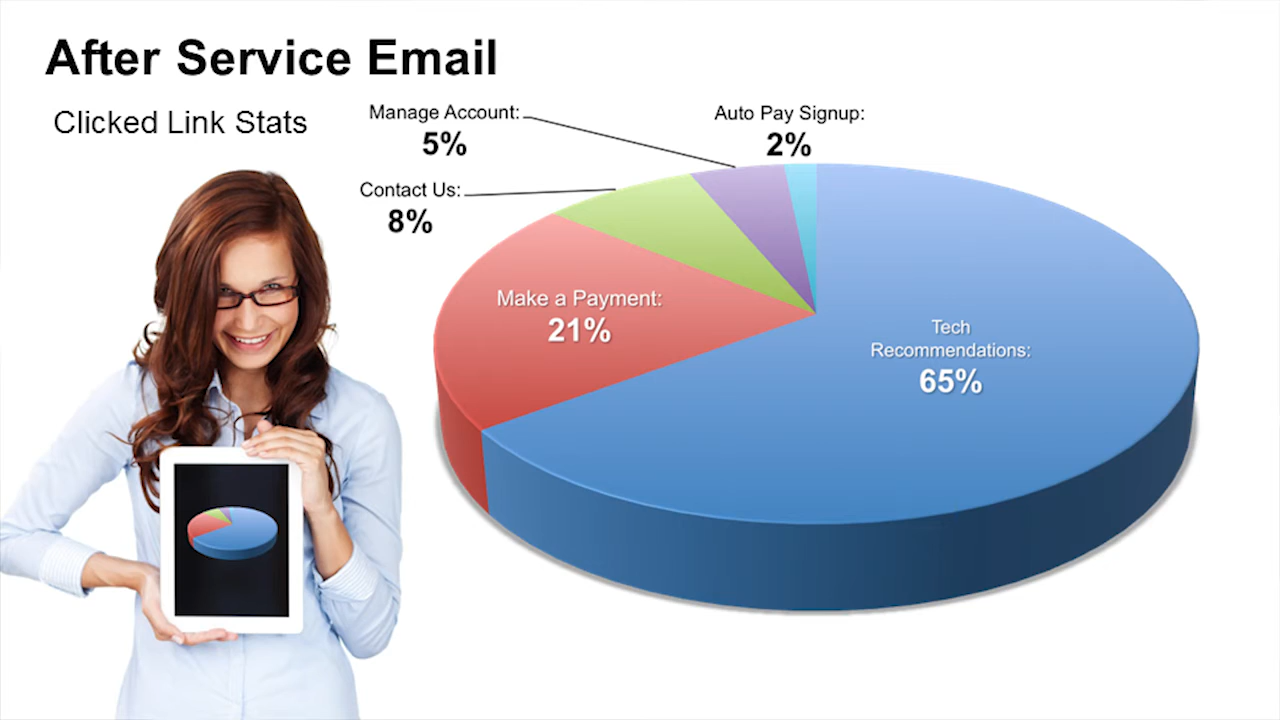 After Service Email
Clicked Link Stats
Manage Account:
5%
Auto Pay Signup:
2%
Contact Us:
8%
Make a Payment:
21%
Tech
Recommendations:
65%